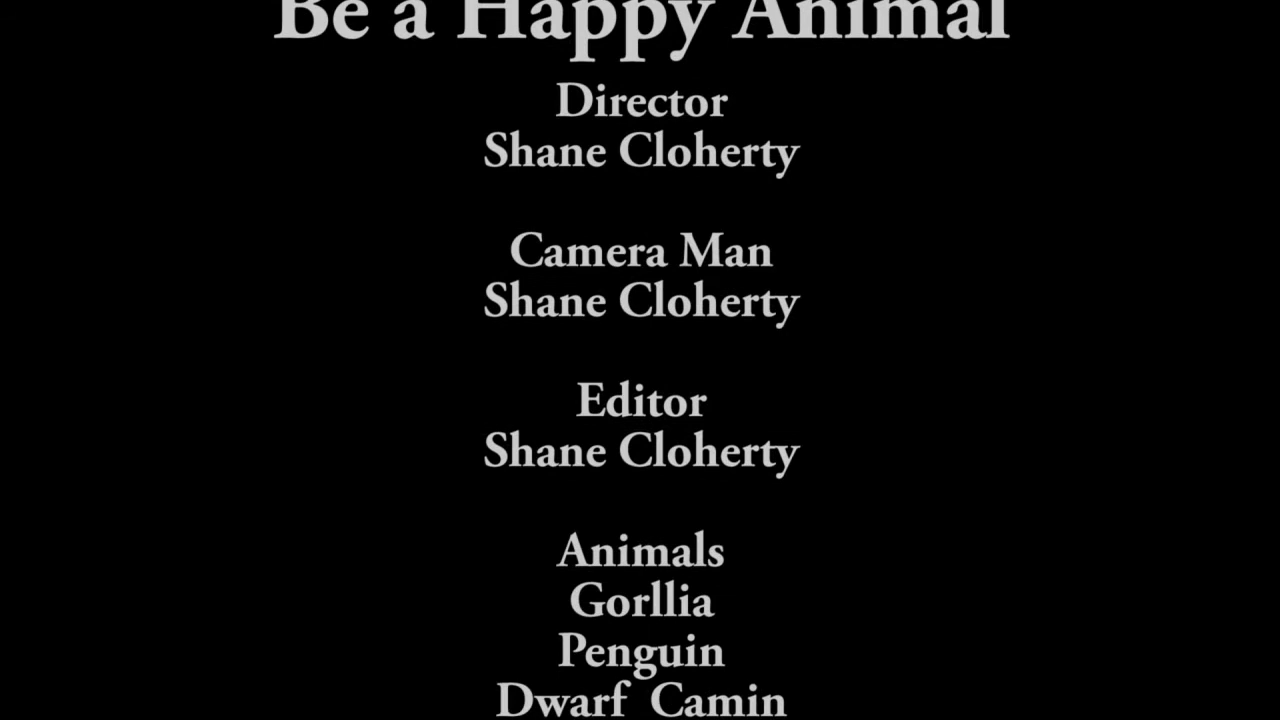 Be a Happy Animal
Director
Shane Cloherty
Camera Man
Shane Cloherty
Editor
Shane Cloherty
Animals
Gorllia
Penguin
Dwarf Camin